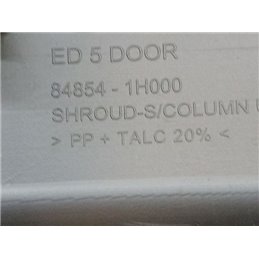 ED 5 DOOR
84854 - 1H000
SHROUD-S/COLUMN
> PP + TALC 20% <